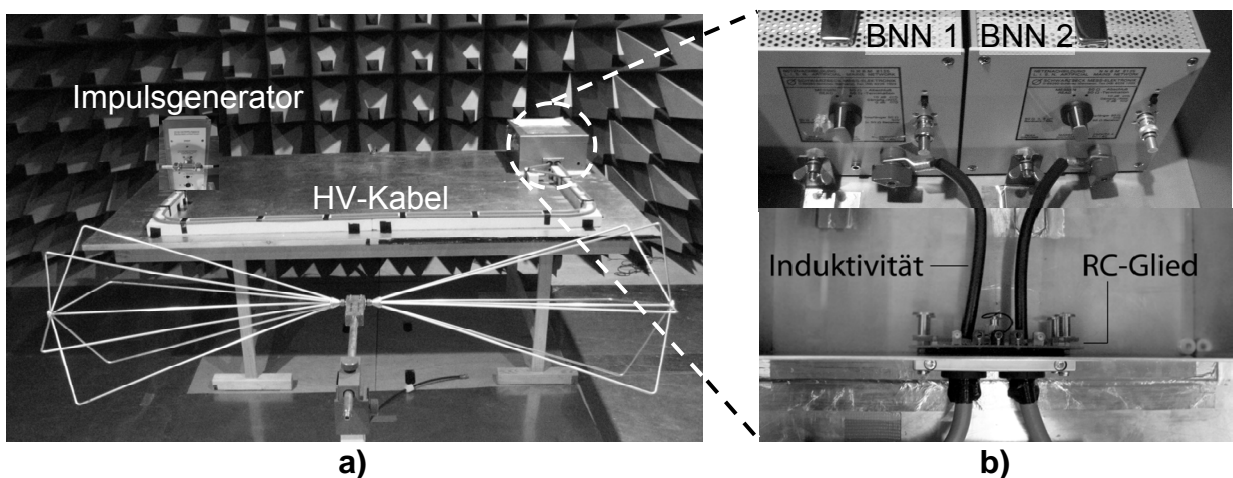 Impulsgenerator
HV-Kabel
BNN 1
BNN 2
Induktivität
RC-Glied
a)
b)